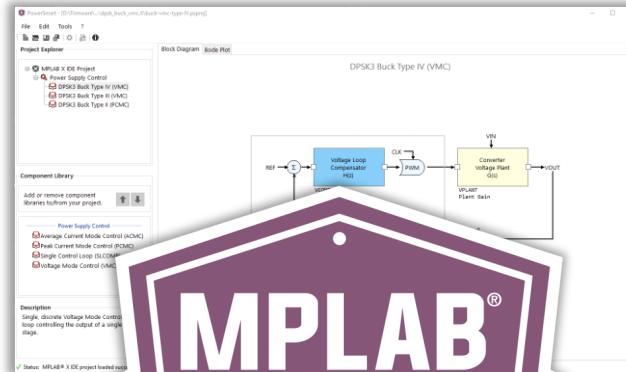 PowerSmart - [D:\Firmware\...\dpsk_buck_vmc.X\buck-vmc-type-IV.psproj]
File Edit Tools ?
Project Explorer
MPLAB X IDE Project
Power Supply Control
DPSK3 Buck Type IV (VMC)
DPSK3 Buck Type III (VMC)
DPSK3 Buck Type II (PCMC)
Component Library
Add or remove component
libraries to/from your project.
Power Supply Control
Average Current Mode Control (ACMC)
Peak Current Mode Control (PCMC)
Single Control Loop (SLCOMP)
Voltage Mode Control (VMC)
Description
Single, discrete Voltage Mode Control
loop controlling the output of a single
stage.
Status: MPLAB® X IDE project loaded succ
Block Diagram Bode Plot
DPSK3 Buck Type IV (VMC)
VIN
CLK
REF
Σ
Voltage Loop
Compensator
H(z)
PWM
Converter
Voltage Plant
G(s)
VOUT
VPLANT
Plant Gain
MPLAB®